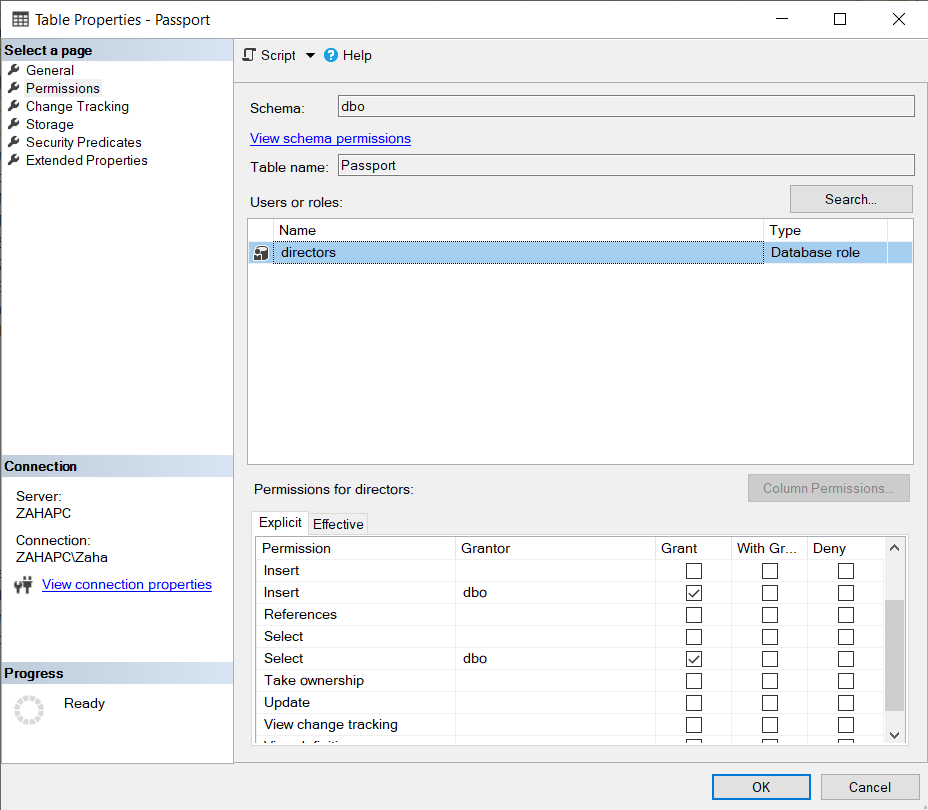 Table Properties - Passport
Select a page
General
Permissions
Change Tracking
Storage
Security Predicates
Extended Properties
Connection
Server:
ZAHAPC
Connection:
ZAHAPC\Zaha
View connection properties
Progress
Ready
Script
Help
Schema:
dbo
View schema permissions
Table name:
Passport
Users or roles:
Search...
Name Type
directors Database role
Permissions for directors:
Column Permissions...
Explicit Effective
Permission Grantor Grant With Gr... Deny
Insert
Insert dbo
References
Select
Select dbo
Take ownership
Update
View change tracking
OK Cancel